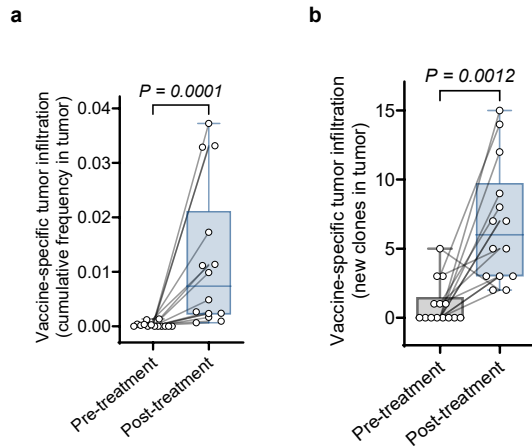 a
P = 0.0001
Vaccine-specific tumor infiltration
(cumulative frequency in tumor)
0.04
0.03
0.02
0.01
0.00
Pre-treatment
Post-treatment
b
P = 0.0012
Vaccine-specific tumor infiltration
(new clones in tumor)
15
10
5
0
Pre-treatment
Post-treatment